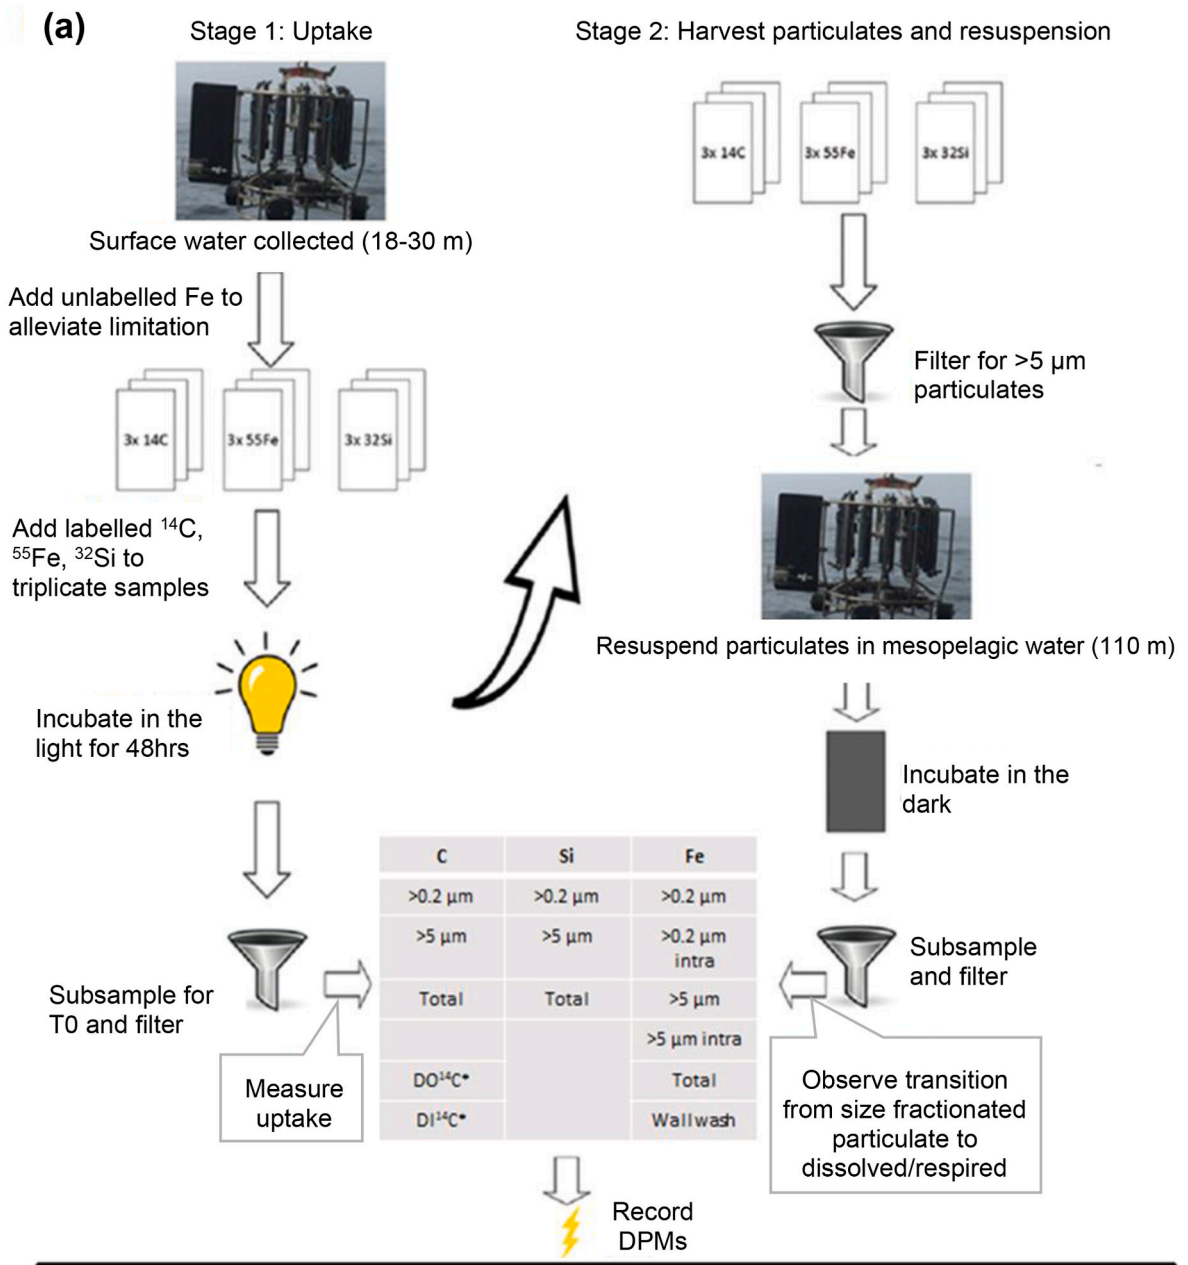 (a)
Stage 1: Uptake
Surface water collected (18-30 m)
Add unlabelled Fe to
alleviate limitation
3x 14C
3x 55Fe
3x 32Si
Add labelled ¹⁴C,
⁵⁵Fe, ³²Si to
triplicate samples
Incubate in the
light for 48hrs
Subsample for
T0 and filter
Measure
uptake
Stage 2: Harvest particulates and resuspension
3x 14C
3x 55Fe
3x 32Si
Filter for >5 µm
particulates
Resuspend particulates in mesopelagic water (110 m)
Incubate in the
dark
Subsample
and filter
Observe transition
from size fractionated
particulate to
dissolved/respired
C Si Fe
>0.2 µm >0.2 µm >0.2 µm
>5 µm >5 µm >0.2 µm
intra
Total Total >5 µm
>5 µm intra
DO¹⁴C* Total
DI¹⁴C* Wall wash
Record
DPMs